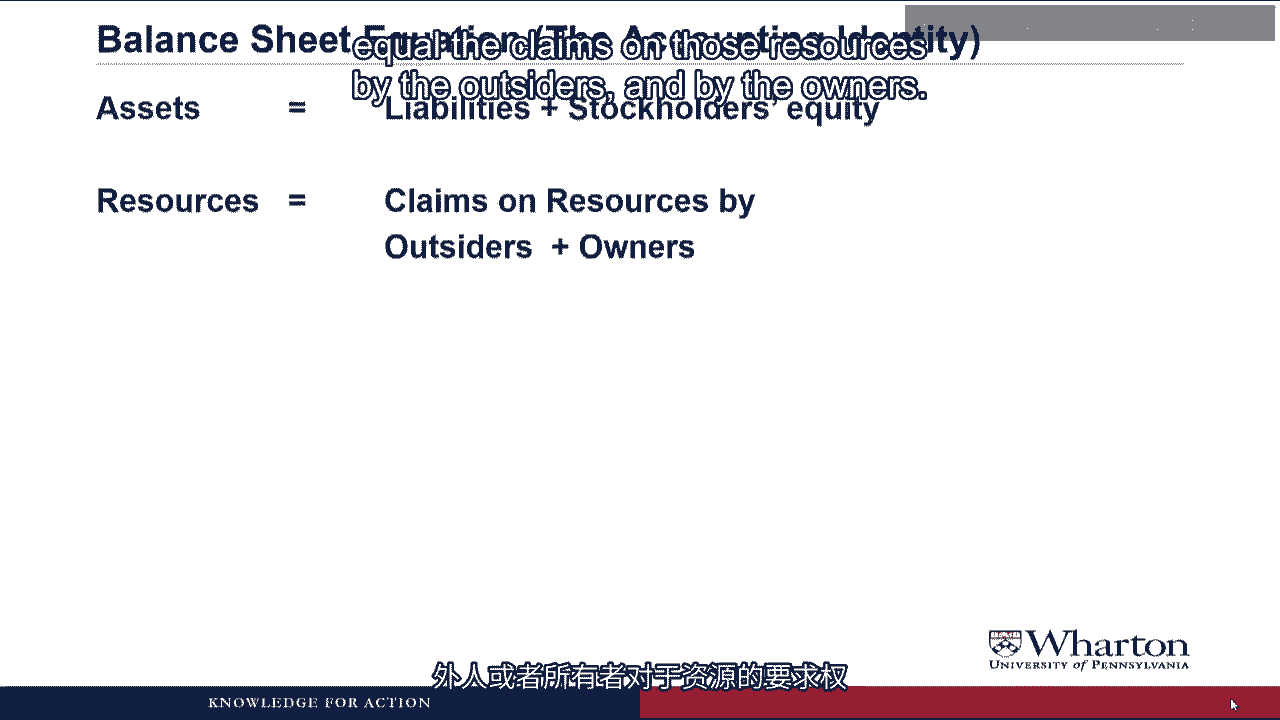 Balance Sheet Equation (The Accounting Identity)
equal the claims on those resources
by the outsiders, and by the owners.
Assets = Liabilities + Stockholders' equity
Resources = Claims on Resources by
Outsiders + Owners
Wharton
UNIVERSITY of PENNSYLVANIA
外人或者所有者对于资源的要求权
KNOWLEDGE FOR ACTION